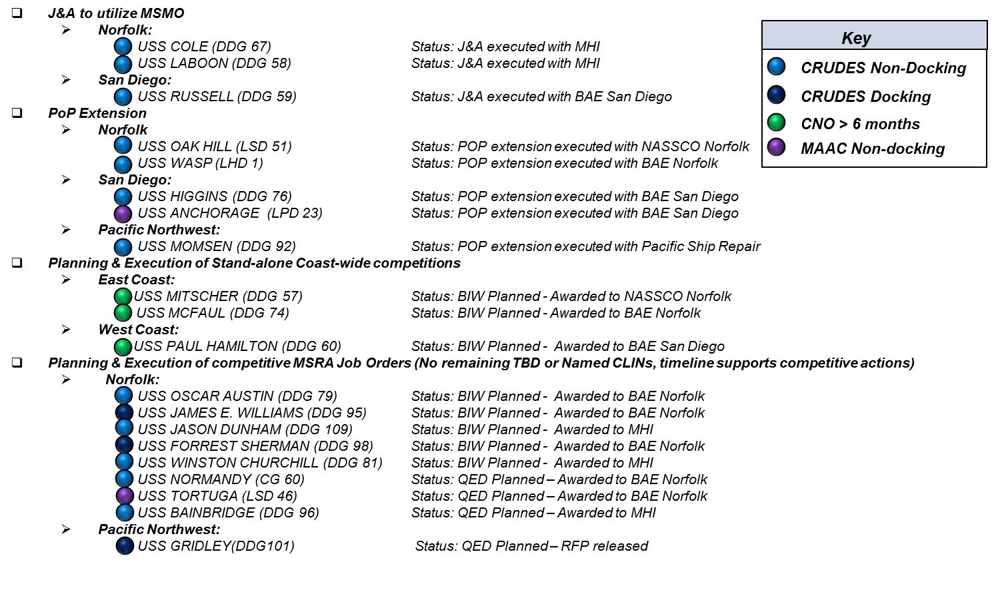 J&A to utilize MSMO
Norfolk:
USS COLE (DDG 67) Status: J&A executed with MHI
USS LABOON (DDG 58) Status: J&A executed with MHI
San Diego:
USS RUSSELL (DDG 59) Status: J&A executed with BAE San Diego
PoP Extension
Norfolk
USS OAK HILL (LSD 51) Status: POP extension executed with NASSCO Norfolk
USS WASP (LHD 1) Status: POP extension executed with BAE Norfolk
San Diego:
USS HIGGINS (DDG 76) Status: POP extension executed with BAE San Diego
USS ANCHORAGE (LPD 23) Status: POP extension executed with BAE San Diego
Pacific Northwest:
USS MOMSEN (DDG 92) Status: POP extension executed with Pacific Ship Repair
Planning & Execution of Stand-alone Coast-wide competitions
East Coast:
USS MITSCHER (DDG 57) Status: BIW Planned - Awarded to NASSCO Norfolk
USS MCFAUL (DDG 74) Status: BIW Planned - Awarded to BAE Norfolk
West Coast:
USS PAUL HAMILTON (DDG 60) Status: BIW Planned - Awarded to BAE San Diego
Planning & Execution of competitive MSRA Job Orders (No remaining TBD or Named CLINs, timeline supports competitive actions)
Norfolk:
USS OSCAR AUSTIN (DDG 79) Status: BIW Planned - Awarded to BAE Norfolk
USS JAMES E. WILLIAMS (DDG 95) Status: BIW Planned - Awarded to BAE Norfolk
USS JASON DUNHAM (DDG 109) Status: BIW Planned - Awarded to MHI
USS FORREST SHERMAN (DDG 98) Status: BIW Planned - Awarded to BAE Norfolk
USS WINSTON CHURCHILL (DDG 81) Status: BIW Planned - Awarded to MHI
USS NORMANDY (CG 60) Status: QED Planned – Awarded to BAE Norfolk
USS TORTUGA (LSD 46) Status: QED Planned – Awarded to BAE Norfolk
USS BAINBRIDGE (DDG 96) Status: QED Planned – Awarded to MHI
Pacific Northwest:
USS GRIDLEY(DDG101) Status: QED Planned – RFP released
Key
CRUDES Non-Docking
CRUDES Docking
CNO > 6 months
MAAC Non-docking